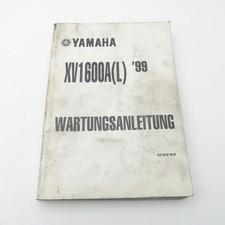 YAMAHA
XV1600A(L) '99
WARTUNGSANLEITUNG